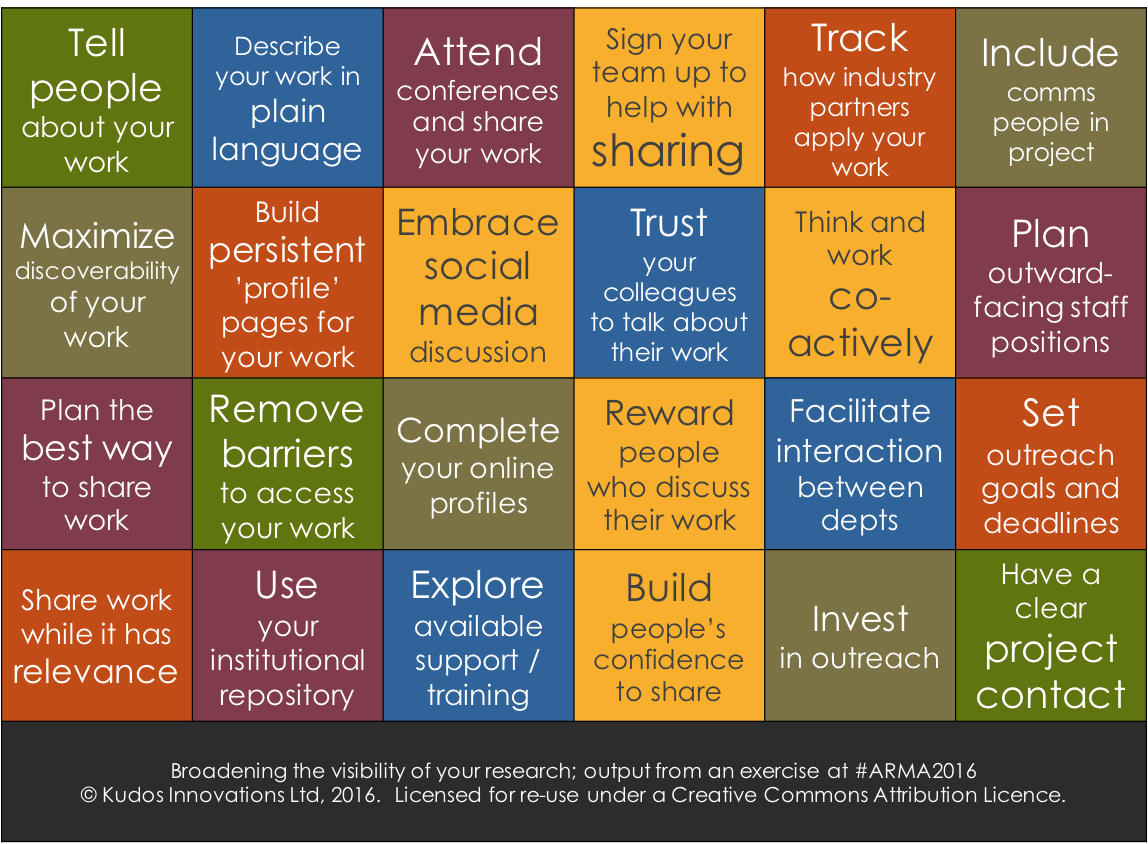 Tell
people
about your
work
Describe
your work in
plain
language
Attend
conferences
and share
your work
Sign your
team up to
help with
sharing
Track
how industry
partners
apply your
work
Include
comms
people in
project
Maximize
discoverability
of your
work
Build
persistent
’profile’
pages for
your work
Embrace
social
media
discussion
Trust
your
colleagues
to talk about
their work
Think and
work
co-
actively
Plan
outward-
facing staff
positions
Plan the
best way
to share
work
Remove
barriers
to access
your work
Complete
your online
profiles
Reward
people
who discuss
their work
Facilitate
interaction
between
depts
Set
outreach
goals and
deadlines
Share work
while it has
relevance
Use
your
institutional
repository
Explore
available
support /
training
Build
people’s
confidence
to share
Invest
in outreach
Have a
clear
project
contact
Broadening the visibility of your research; output from an exercise at #ARMA2016
© Kudos Innovations Ltd, 2016. Licensed for re-use under a Creative Commons Attribution Licence.